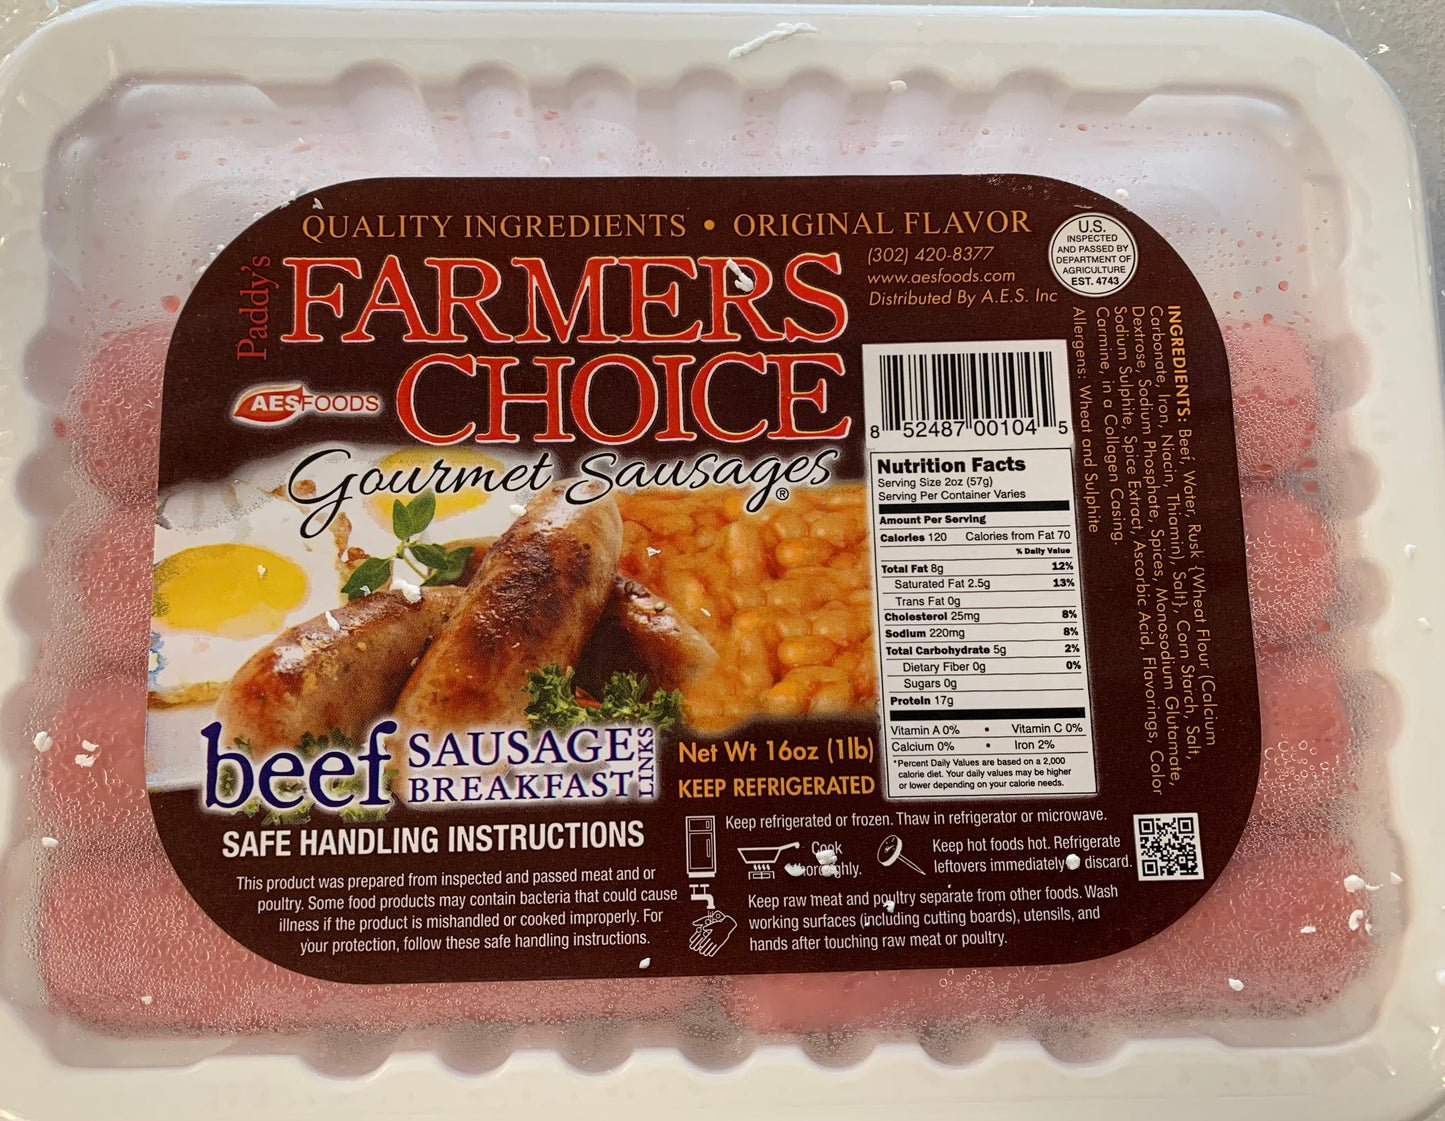 QUALITY INGREDIENTS • ORIGINAL FLAVOR
Paddy's
FARMERS
CHOICE
AES FOODS
Gourmet Sausages®
(302) 420-8377
www.aesfoods.com
Distributed By A.E.S. Inc
U.S.
INSPECTED
AND PASSED BY
DEPARTMENT OF
AGRICULTURE
EST. 4743
INGREDIENTS: Beef, Water, Rusk {Wheat Flour (Calcium
Carbonate, Iron, Niacin, Thiamin), Salt}, Corn Starch, Salt,
Dextrose, Sodium Phosphate, Spices, Monosodium Glutamate,
Sodium Sulphite, Spice Extract, Ascorbic Acid, Flavorings, Color
Carmine, in a Collagen Casing.
Allergens: Wheat and Sulphite
8 52487 00104 5
Nutrition Facts
Serving Size 2oz (57g)
Serving Per Container Varies
Amount Per Serving
Calories 120 Calories from Fat 70
% Daily Value
Total Fat 8g 12%
Saturated Fat 2.5g 13%
Trans Fat 0g
Cholesterol 25mg 8%
Sodium 220mg 8%
Total Carbohydrate 5g 2%
Dietary Fiber 0g 0%
Sugars 0g
Protein 17g
Vitamin A 0% • Vitamin C 0%
Calcium 0% • Iron 2%
*Percent Daily Values are based on a 2,000
calorie diet. Your daily values may be higher
or lower depending on your calorie needs.
beef SAUSAGE
BREAKFAST
LINKS
Net Wt 16oz (1lb)
KEEP REFRIGERATED
SAFE HANDLING INSTRUCTIONS
This product was prepared from inspected and passed meat and or
poultry. Some food products may contain bacteria that could cause
illness if the product is mishandled or cooked improperly. For
your protection, follow these safe handling instructions.
Keep refrigerated or frozen. Thaw in refrigerator or microwave.
Cook
thoroughly.
Keep hot foods hot. Refrigerate
leftovers immediately discard.
Keep raw meat and poultry separate from other foods. Wash
working surfaces (including cutting boards), utensils, and
hands after touching raw meat or poultry.